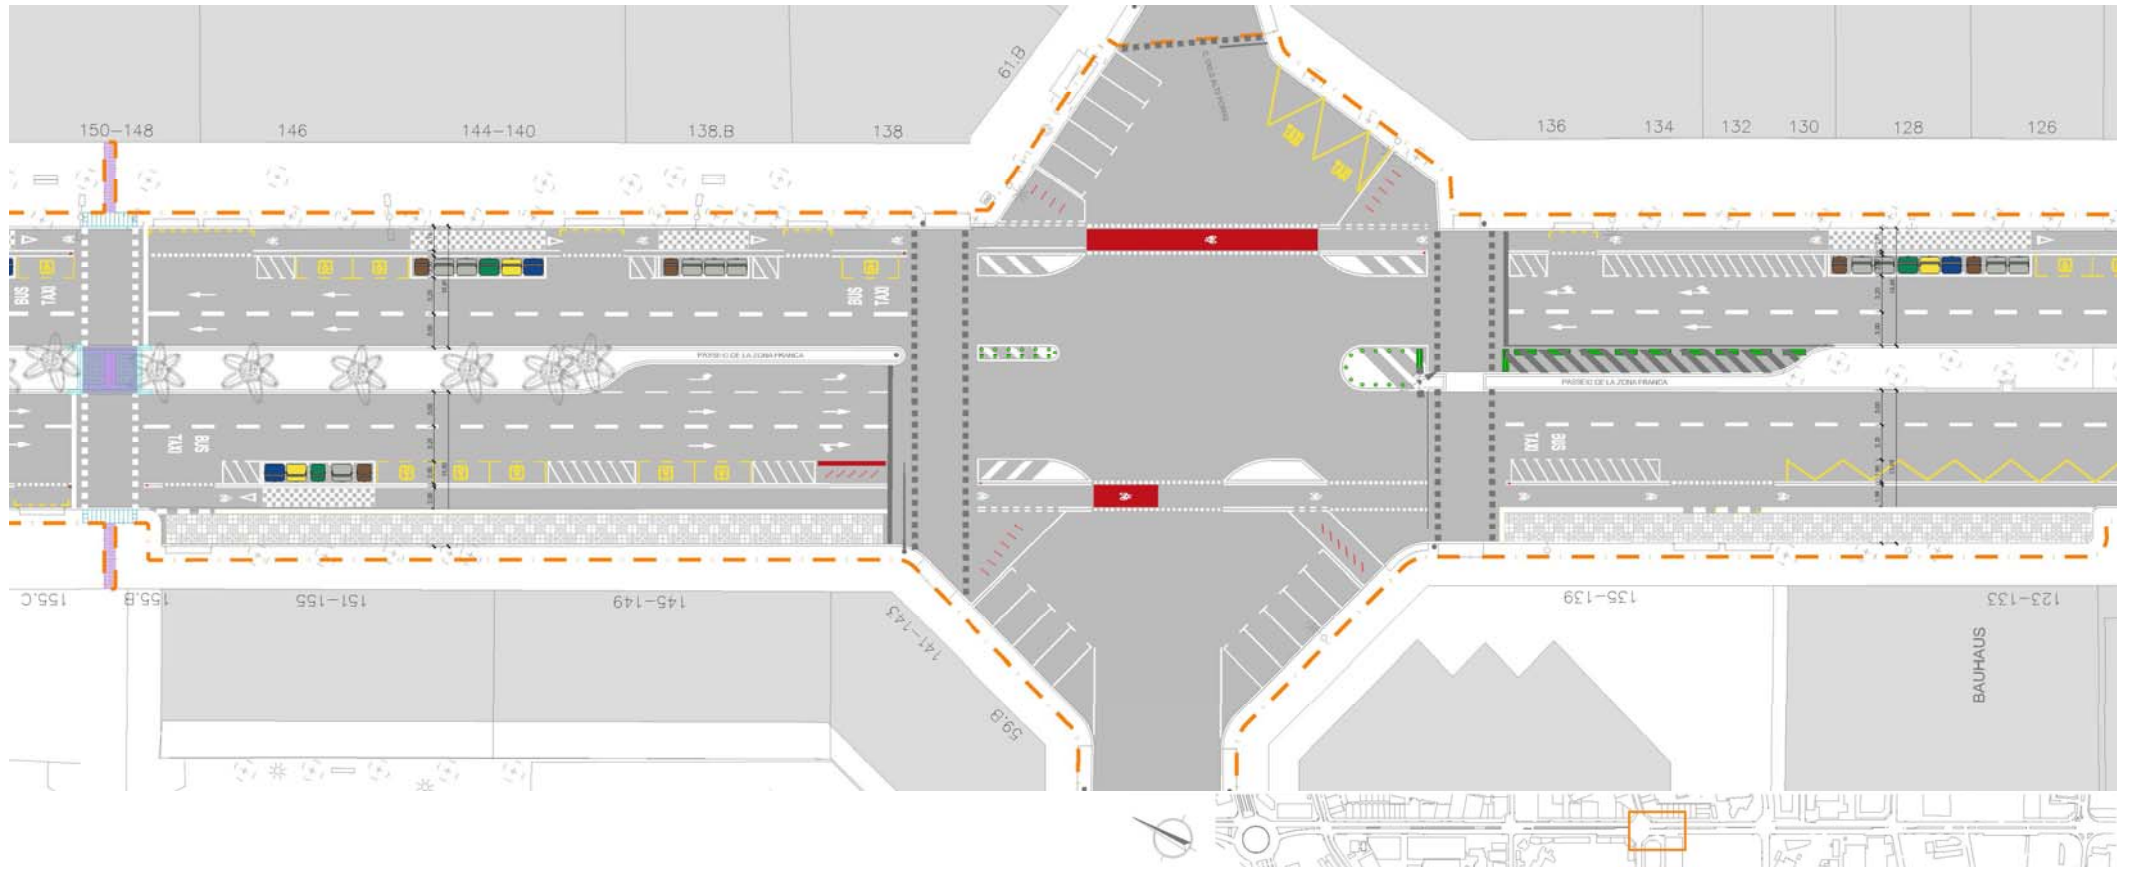 61.B
150-148
146
144-140
138.B
138
136
134
132
130
128
126
TAXI
TAXI
BUS
TAXI
BUS
TAXI
PASSEIG DE LA ZONA FRANCA
PASSEIG DE LA ZONA FRANCA
TAXI
BUS
TAXI
BUS
155.C
155.B
151-155
145-149
141-143
59.B
135-139
123-133
BAUHAUS